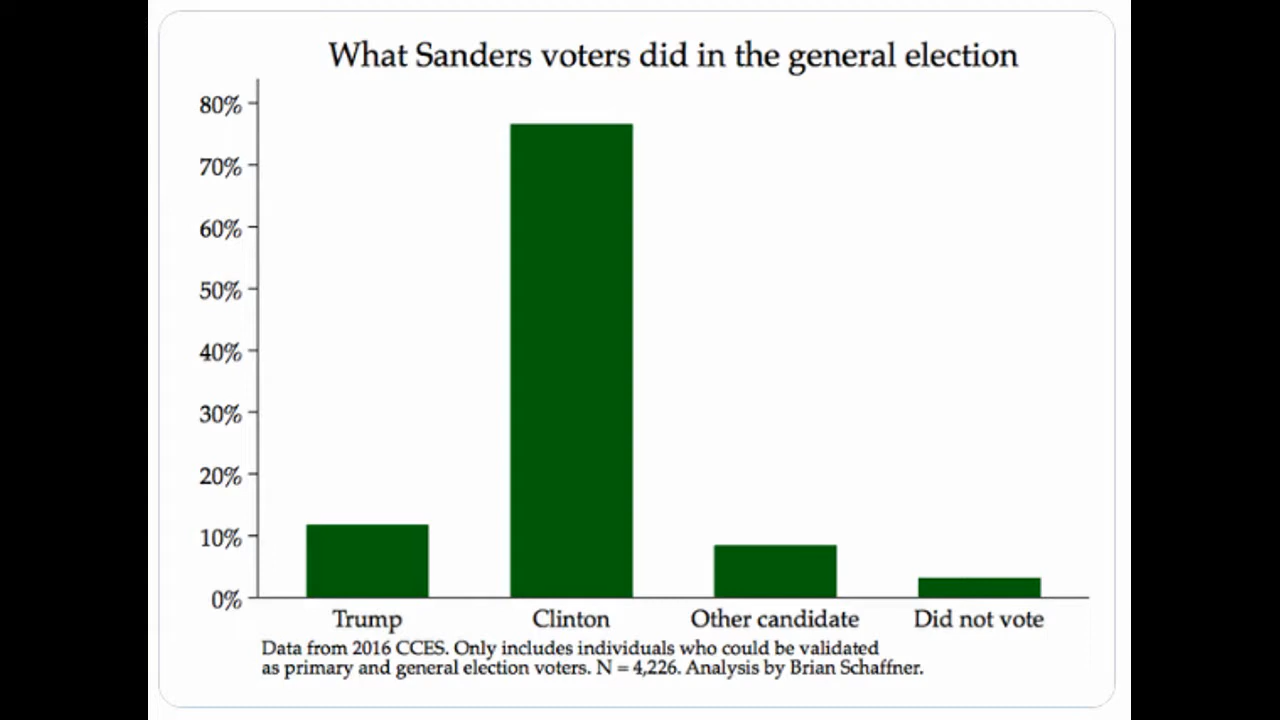 What Sanders voters did in the general election
80%
70%
60%
50%
40%
30%
20%
10%
0%
Trump Clinton Other candidate Did not vote
Data from 2016 CCES. Only includes individuals who could be validated
as primary and general election voters. N = 4,226. Analysis by Brian Schaffner.